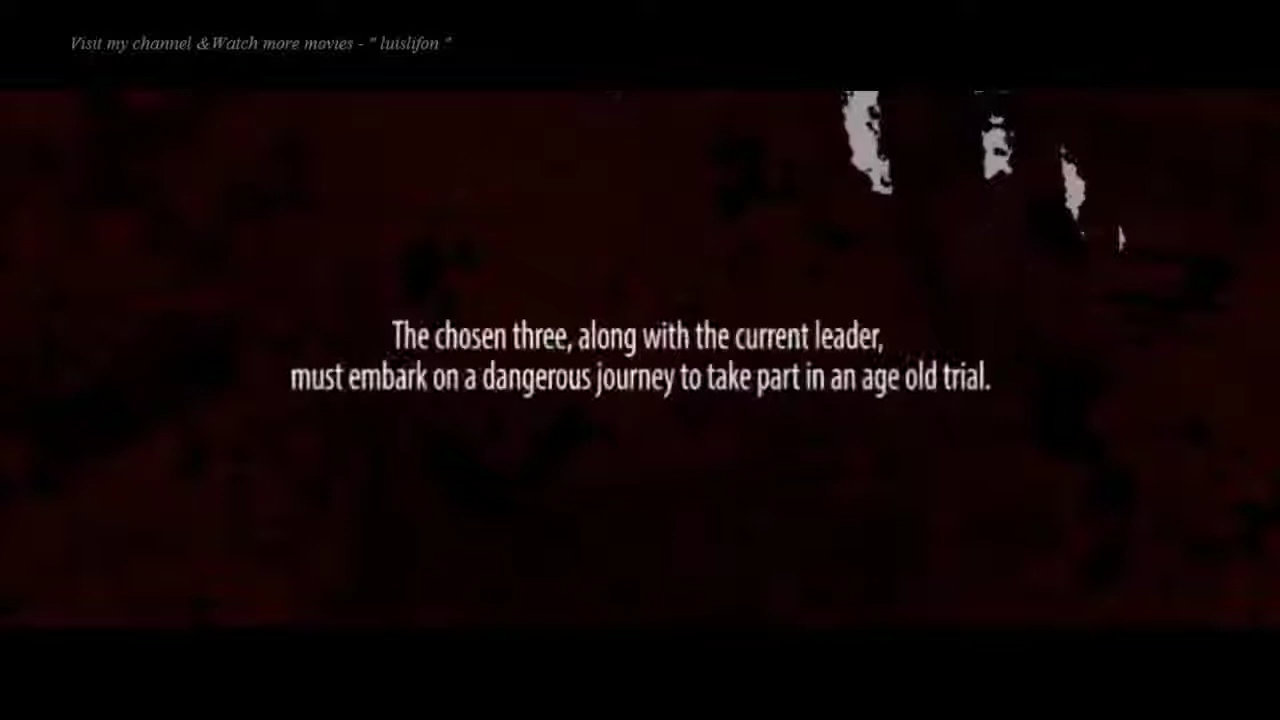 Visit my channel &Watch more movies - " luislifon "
The chosen three, along with the current leader,
must embark on a dangerous journey to take part in an age old trial.